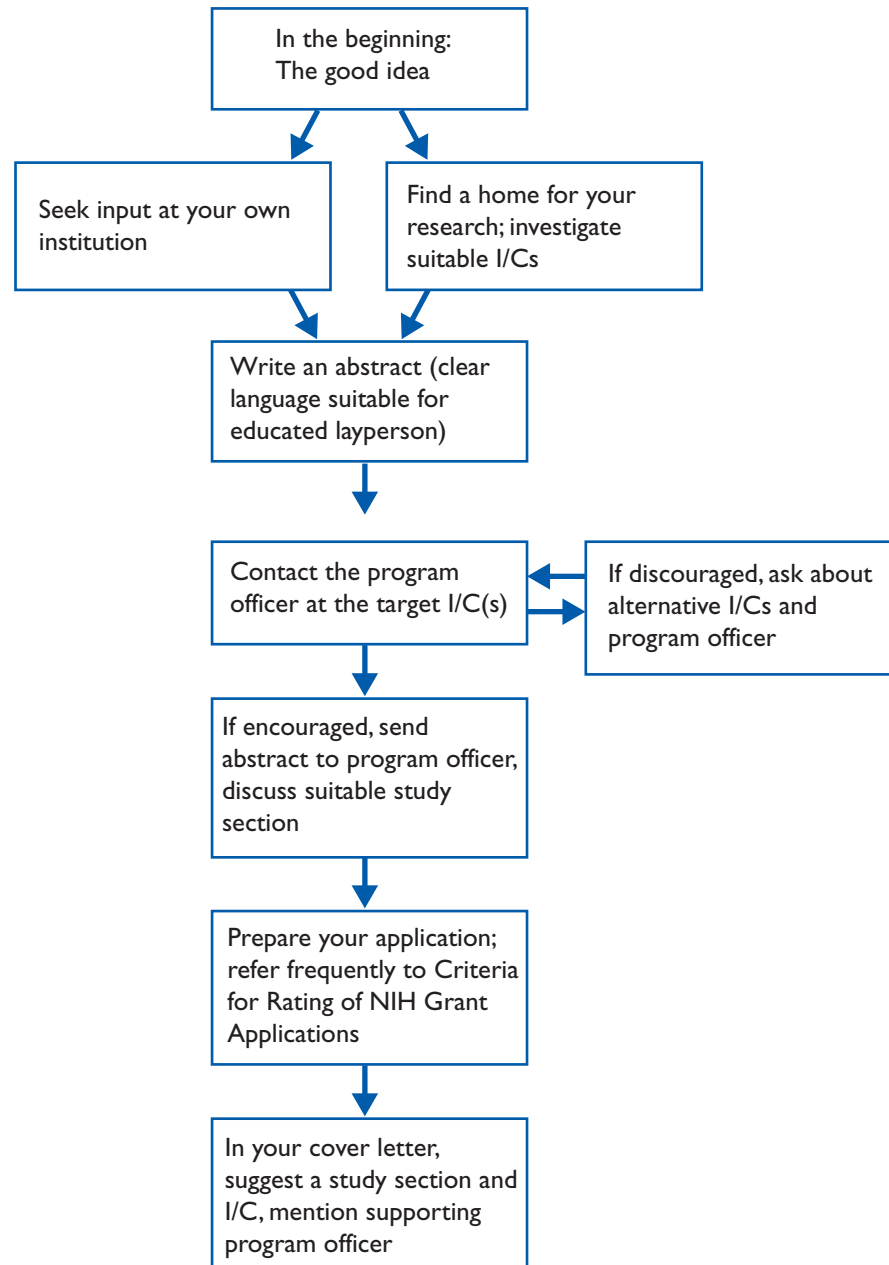 In the beginning:
The good idea
Seek input at your own
institution
Find a home for your
research; investigate
suitable I/Cs
Write an abstract (clear
language suitable for
educated layperson)
Contact the program
officer at the target I/C(s)
If discouraged, ask about
alternative I/Cs and
program officer
If encouraged, send
abstract to program officer,
discuss suitable study
section
Prepare your application;
refer frequently to Criteria
for Rating of NIH Grant
Applications
In your cover letter,
suggest a study section and
I/C, mention supporting
program officer